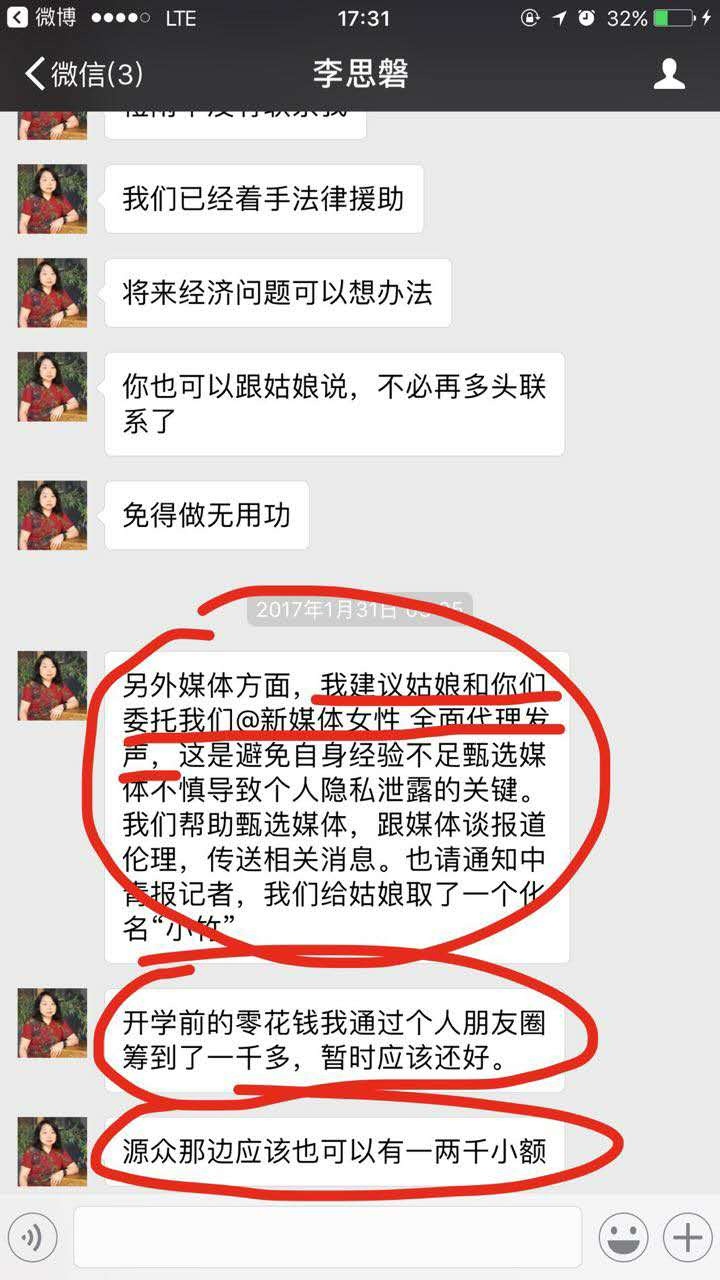 微博 LTE 17:31 32%
微信(3) 李思磐
我们已经着手法律援助
将来经济问题可以想办法
你也可以跟姑娘说，不必再多头联
系了
免得做无用功
2017年1月31日
另外媒体方面，我建议姑娘和你们
委托我们@新媒体女性 全面代理发
声，这是避免自身经验不足甄选媒
体不慎导致个人隐私泄露的关键。
我们帮助甄选媒体，跟媒体谈报道
伦理，传送相关消息。也请通知中
青报记者，我们给姑娘取了一个化
名“小竹”
开学前的零花钱我通过个人朋友圈
筹到了一千多，暂时应该还好。
源众那边应该也可以有一两千小额